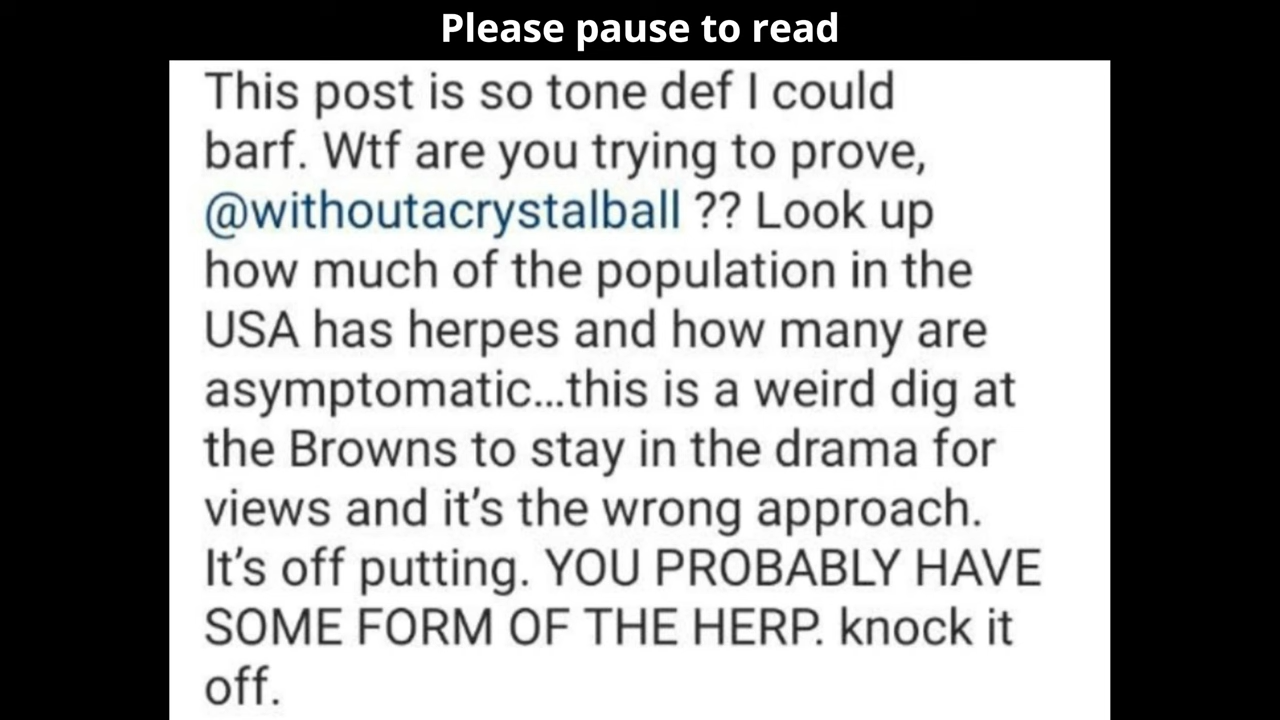 Please pause to read
This post is so tone def I could
barf. Wtf are you trying to prove,
@withoutacrystalball ?? Look up
how much of the population in the
USA has herpes and how many are
asymptomatic...this is a weird dig at
the Browns to stay in the drama for
views and it's the wrong approach.
It's off putting. YOU PROBABLY HAVE
SOME FORM OF THE HERP. knock it
off.